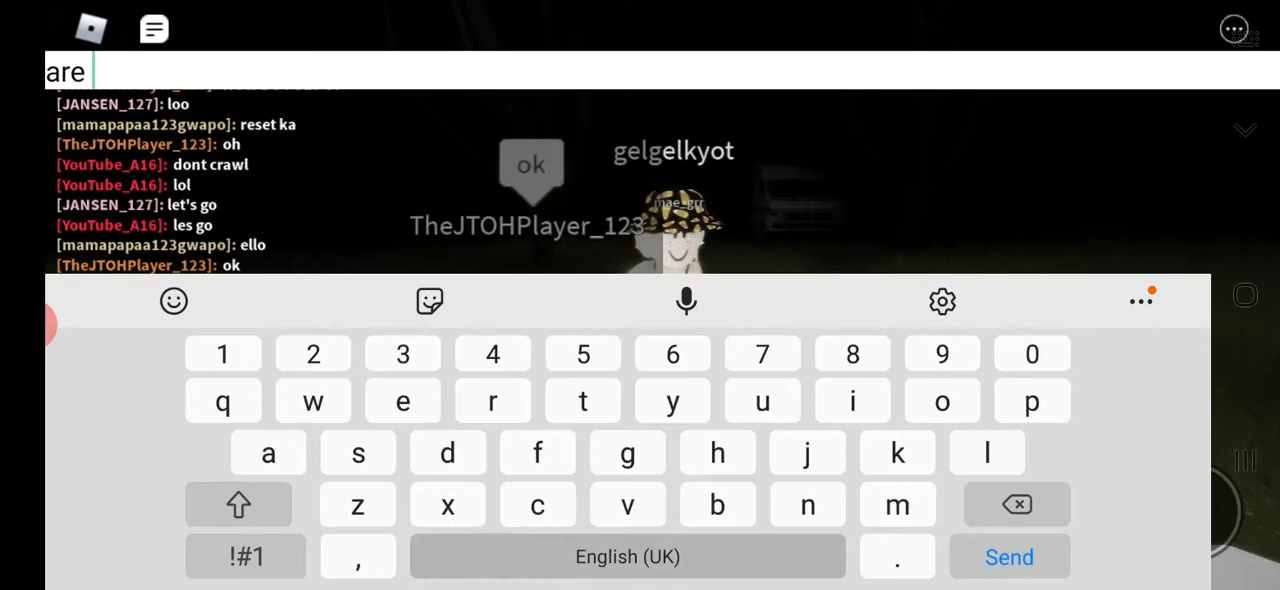 are
[JANSEN_127]: loo
[mamapapaa123gwapo]: reset ka
[TheJTOHPlayer_123]: oh
[YouTube_A16]: dont crawl
[YouTube_A16]: lol
[JANSEN_127]: let's go
[YouTube_A16]: les go
[mamapapaa123gwapo]: ello
[TheJTOHPlayer_123]: ok
ok
TheJTOHPlayer_123
gelgelkyot
mae_grr
1 2 3 4 5 6 7 8 9 0
q w e r t y u i o p
a s d f g h j k l
z x c v b n m
!#1 , English (UK) . Send